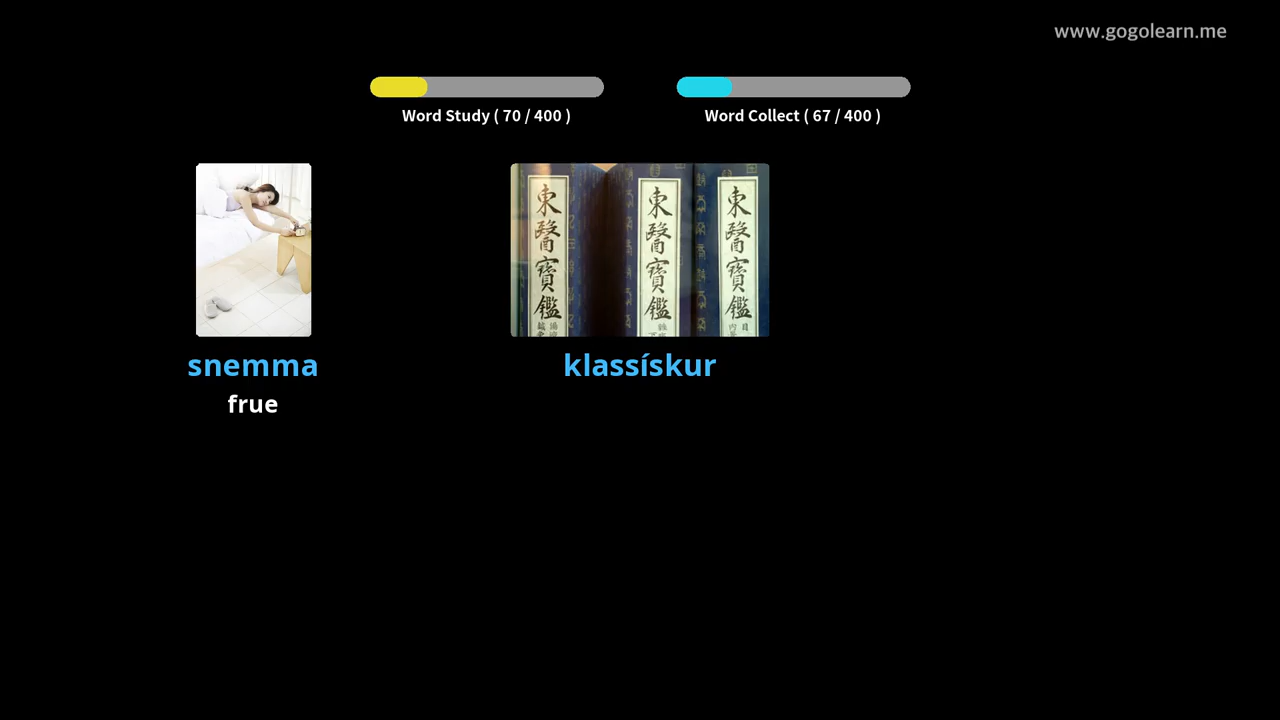 www.gogolearn.me
Word Study ( 70 / 400 )
Word Collect ( 67 / 400 )
東醫寶鑑
東醫寶鑑
東醫寶鑑
snemma
klassískur
frue